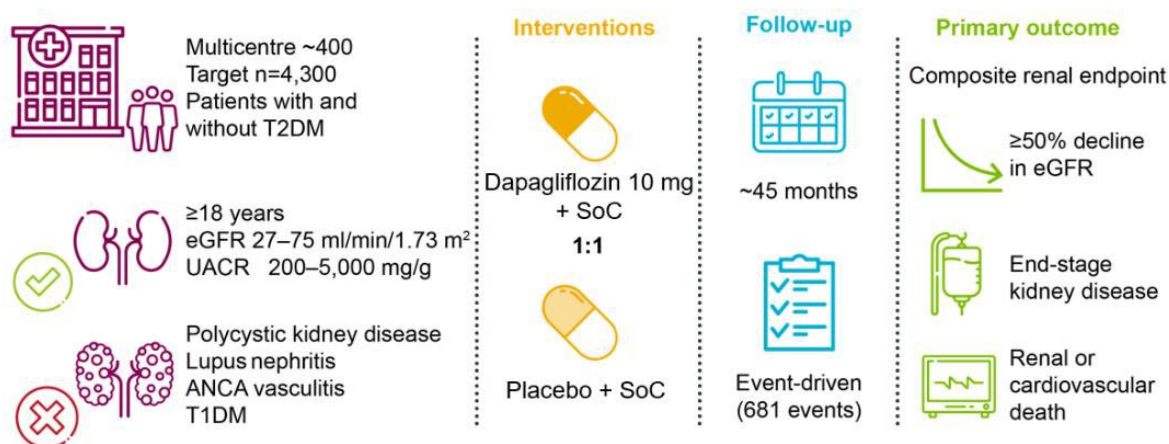 Multicentre ~400
Target n=4,300
Patients with and
without T2DM
≥18 years
eGFR 27–75 ml/min/1.73 m²
UACR 200–5,000 mg/g
Polycystic kidney disease
Lupus nephritis
ANCA vasculitis
T1DM
Interventions
Dapagliflozin 10 mg
+ SoC
1:1
Placebo + SoC
Follow-up
~45 months
Event-driven
(681 events)
Primary outcome
Composite renal endpoint
≥50% decline
in eGFR
End-stage
kidney disease
Renal or
cardiovascular
death